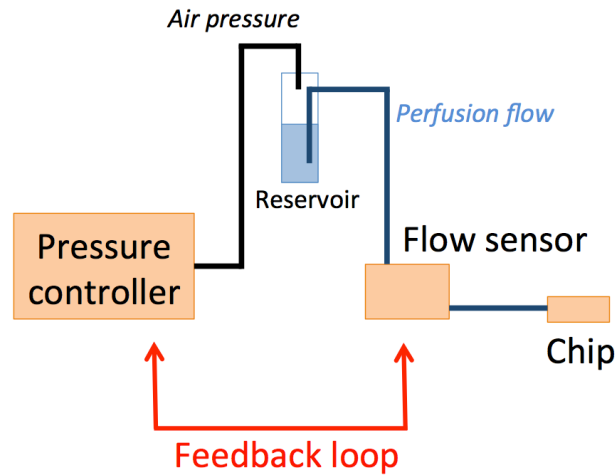 Air pressure
Perfusion flow
Reservoir
Pressure
controller
Flow sensor
Chip
Feedback loop